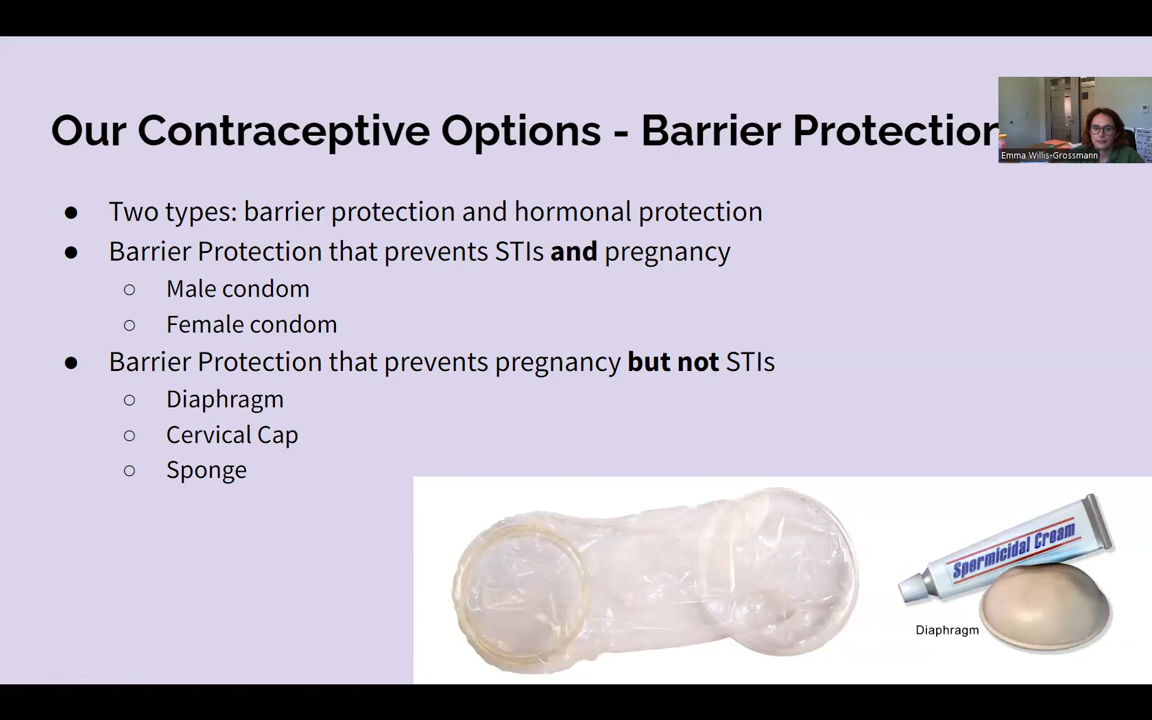 Our Contraceptive Options - Barrier Protection
Emma Willis-Grossmann
● Two types: barrier protection and hormonal protection
● Barrier Protection that prevents STIs and pregnancy
○ Male condom
○ Female condom
● Barrier Protection that prevents pregnancy but not STIs
○ Diaphragm
○ Cervical Cap
○ Sponge
Spermicidal Cream
Diaphragm